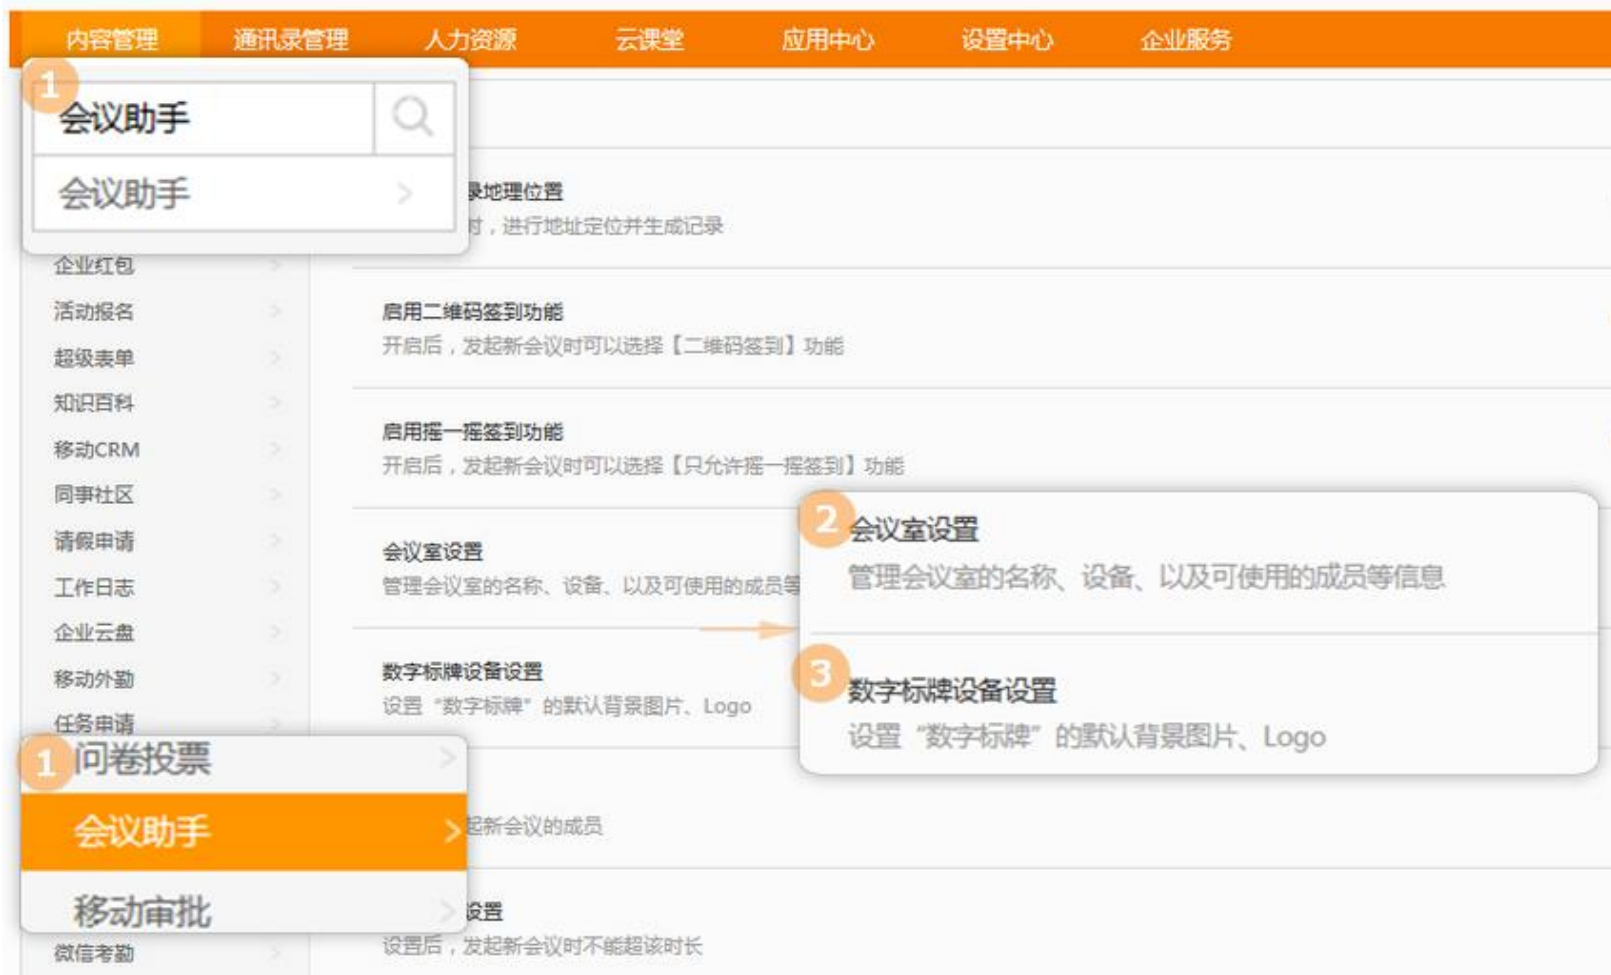 内容管理 通讯录管理 人力资源 云课堂 应用中心 设置中心 企业服务
1
会议助手
会议助手 >
录地理位置
时，进行地址定位并生成记录
企业红包 >
活动报名 >
超级表单 >
知识百科 >
移动CRM >
同事社区 >
请假申请 >
工作日志 >
企业云盘 >
移动外勤 >
任务申请 >
1
问卷投票 >
会议助手 >
移动审批 >
微信考勤 >
启用二维码签到功能
开启后，发起新会议时可以选择【二维码签到】功能
启用摇一摇签到功能
开启后，发起新会议时可以选择【只允许摇一摇签到】功能
会议室设置
管理会议室的名称、设备、以及可使用的成员等
数字标牌设备设置
设置“数字标牌”的默认背景图片、Logo
起新会议的成员
设置
设置后，发起新会议时不能超该时长
2
会议室设置
管理会议室的名称、设备、以及可使用的成员等信息
3
数字标牌设备设置
设置“数字标牌”的默认背景图片、Logo